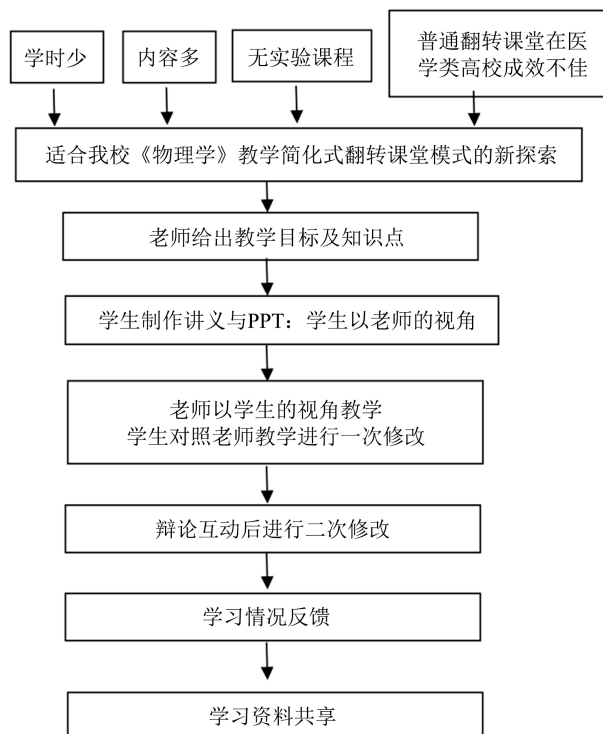 学时少
内容多
无实验课程
普通翻转课堂在医
学类高校成效不佳
适合我校《物理学》教学简化式翻转课堂模式的新探索
老师给出教学目标及知识点
学生制作讲义与PPT：学生以老师的视角
老师以学生的视角教学
学生对照老师教学进行一次修改
辩论互动后进行二次修改
学习情况反馈
学习资料共享